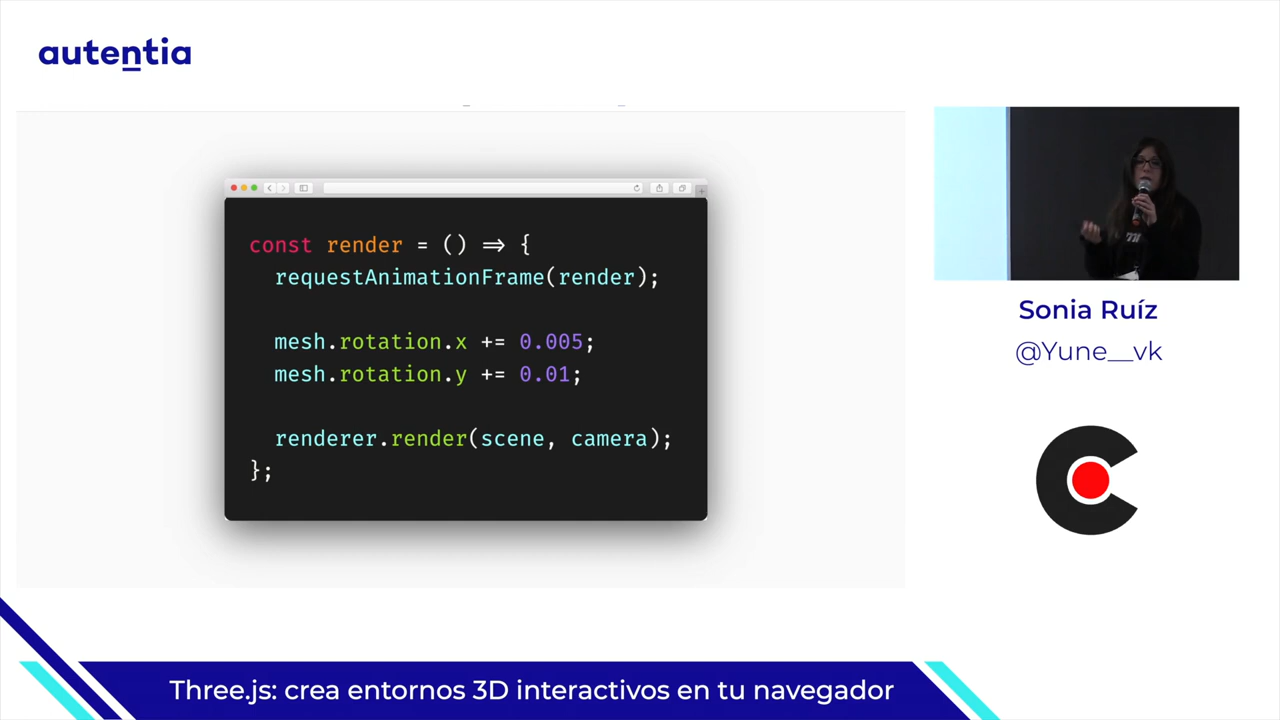 autentia
const render = () => {
requestAnimationFrame(render);
mesh.rotation.x += 0.005;
mesh.rotation.y += 0.01;
renderer.render(scene, camera);
};
Sonia Ruíz
@Yune__vk
Three.js: crea entornos 3D interactivos en tu navegador